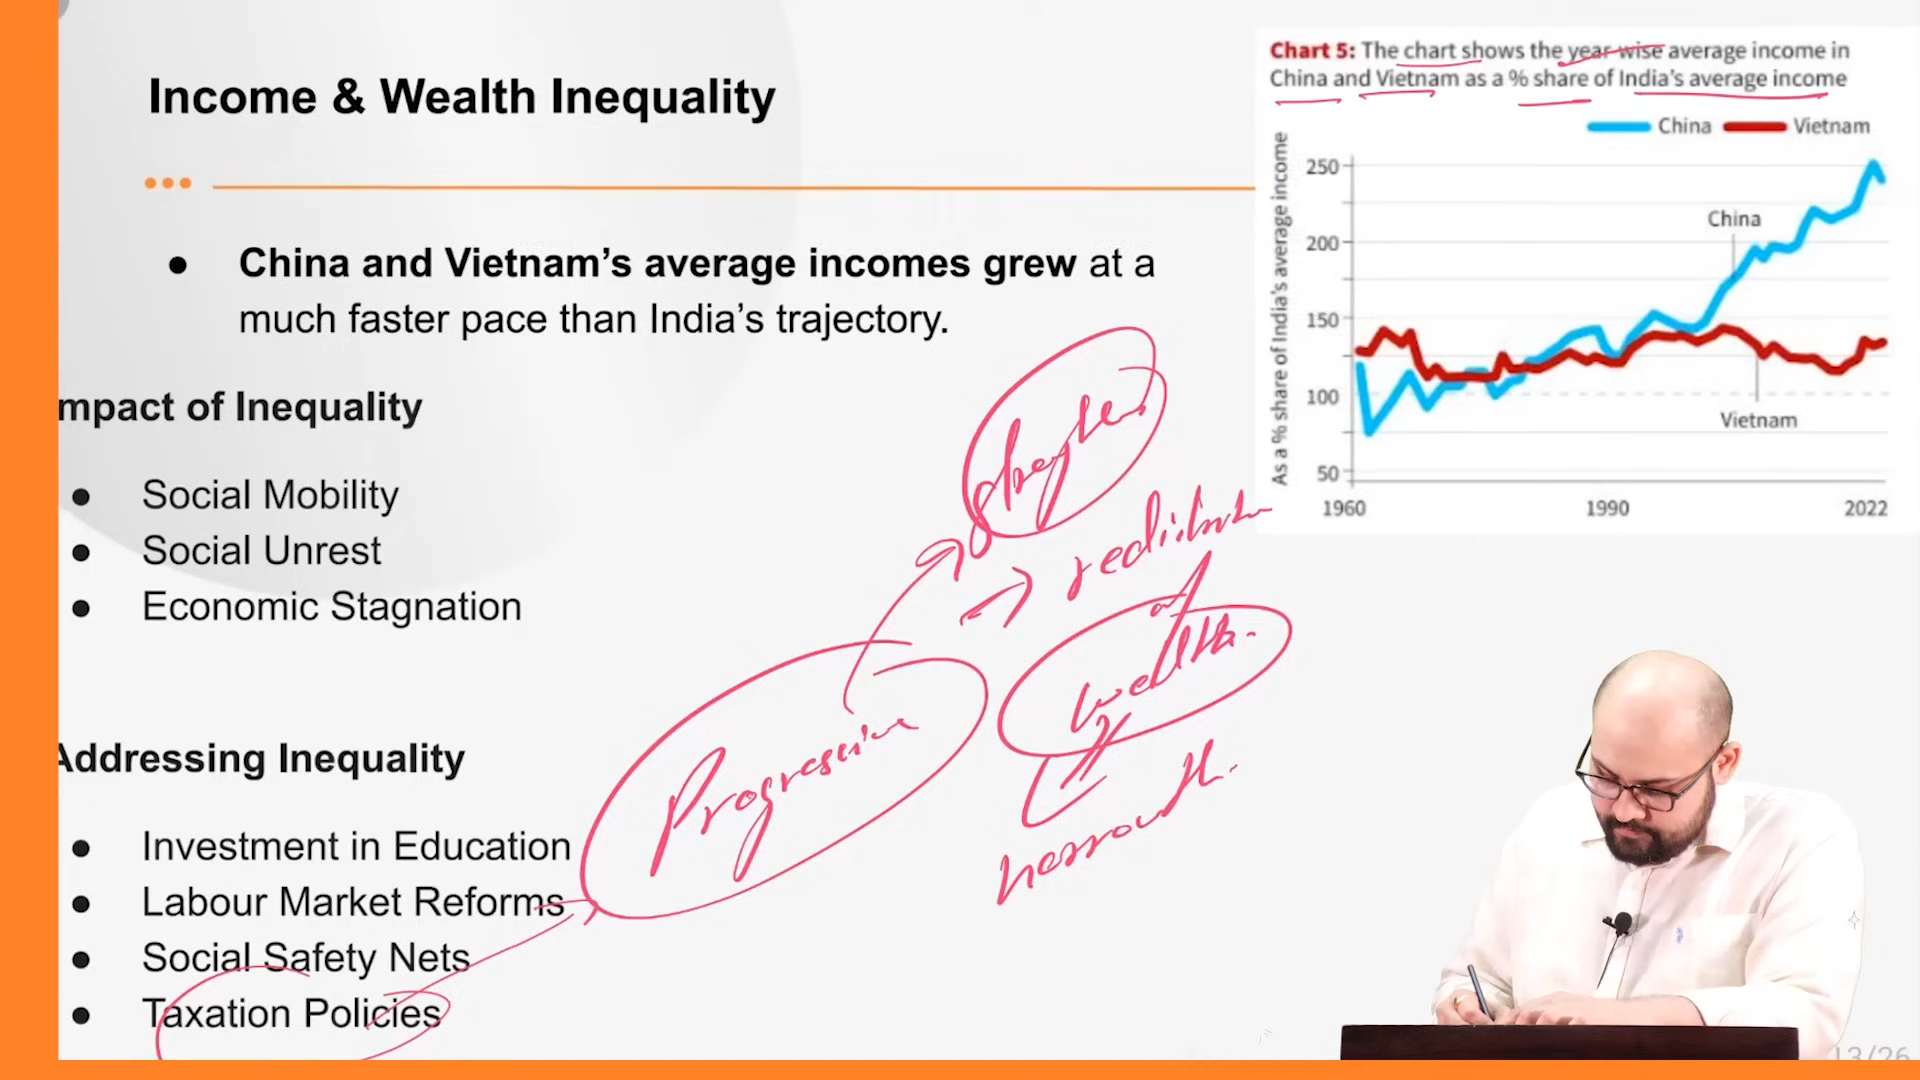 Income & Wealth Inequality
● China and Vietnam’s average incomes grew at a
much faster pace than India’s trajectory.
mpact of Inequality
● Social Mobility
● Social Unrest
● Economic Stagnation
Addressing Inequality
● Investment in Education
● Labour Market Reforms
● Social Safety Nets
● Taxation Policies
Progressive
of
wealth.
Chart 5: The chart shows the year-wise average income in
China and Vietnam as a % share of India’s average income
China Vietnam
As a % share of India’s average income
250
200
150
100
50
China
Vietnam
1960 1990 2022
13/26